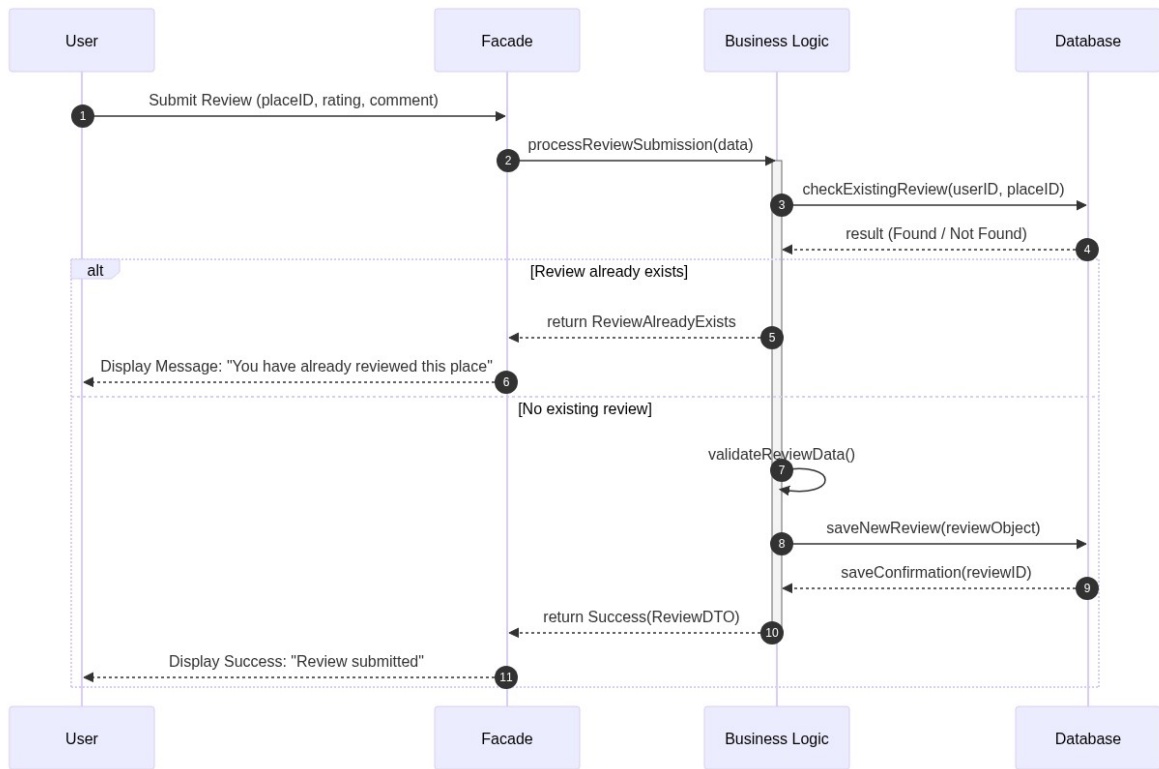 User
Facade
Business Logic
Database
Submit Review (placeID, rating, comment)
1
processReviewSubmission(data)
2
checkExistingReview(userID, placeID)
3
result (Found / Not Found)
4
alt
[Review already exists]
return ReviewAlreadyExists
5
Display Message: "You have already reviewed this place"
6
[No existing review]
validateReviewData()
7
saveNewReview(reviewObject)
8
saveConfirmation(reviewID)
9
return Success(ReviewDTO)
10
Display Success: "Review submitted"
11
User
Facade
Business Logic
Database